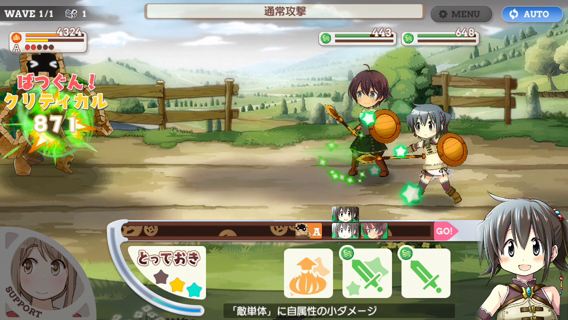 WAVE 1/1 1
通常攻撃
MENU
AUTO
4324
A
443
648
ばつぐん!
クリティカル
871
A
GO!
とっておき
SUPPORT
「敵単体」に自属性の小ダメージ